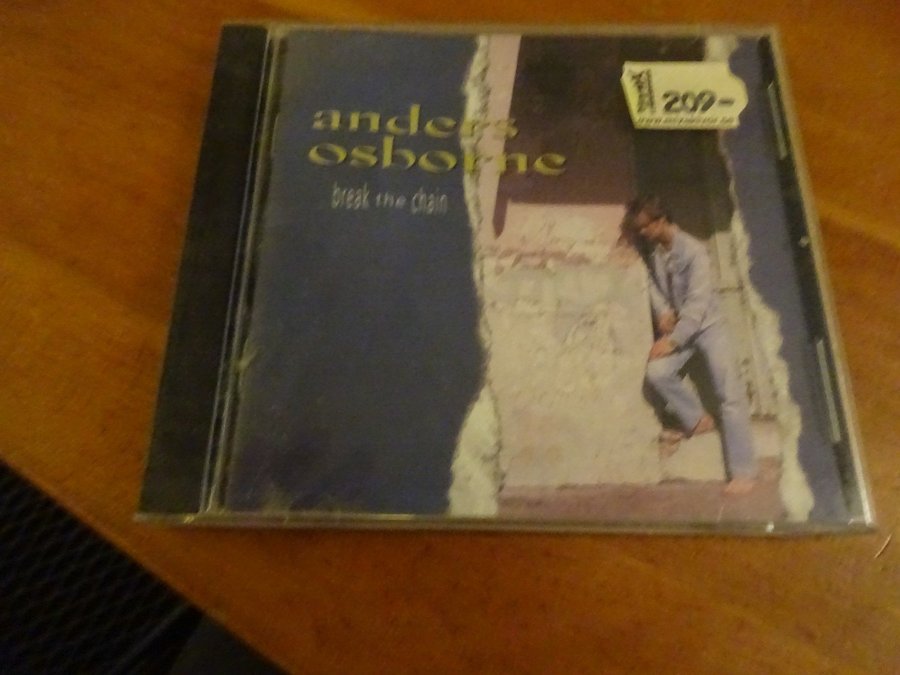 anders
osborne
break the chain
209-